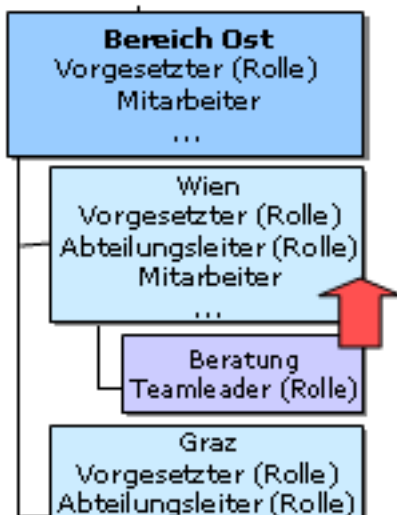 Bereich Ost
Vorgesetzter (Rolle)
Mitarbeiter
...
Wien
Vorgesetzter (Rolle)
Abteilungsleiter (Rolle)
Mitarbeiter
...
Beratung
Teamleader (Rolle)
Graz
Vorgesetzter (Rolle)
Abteilungsleiter (Rolle)